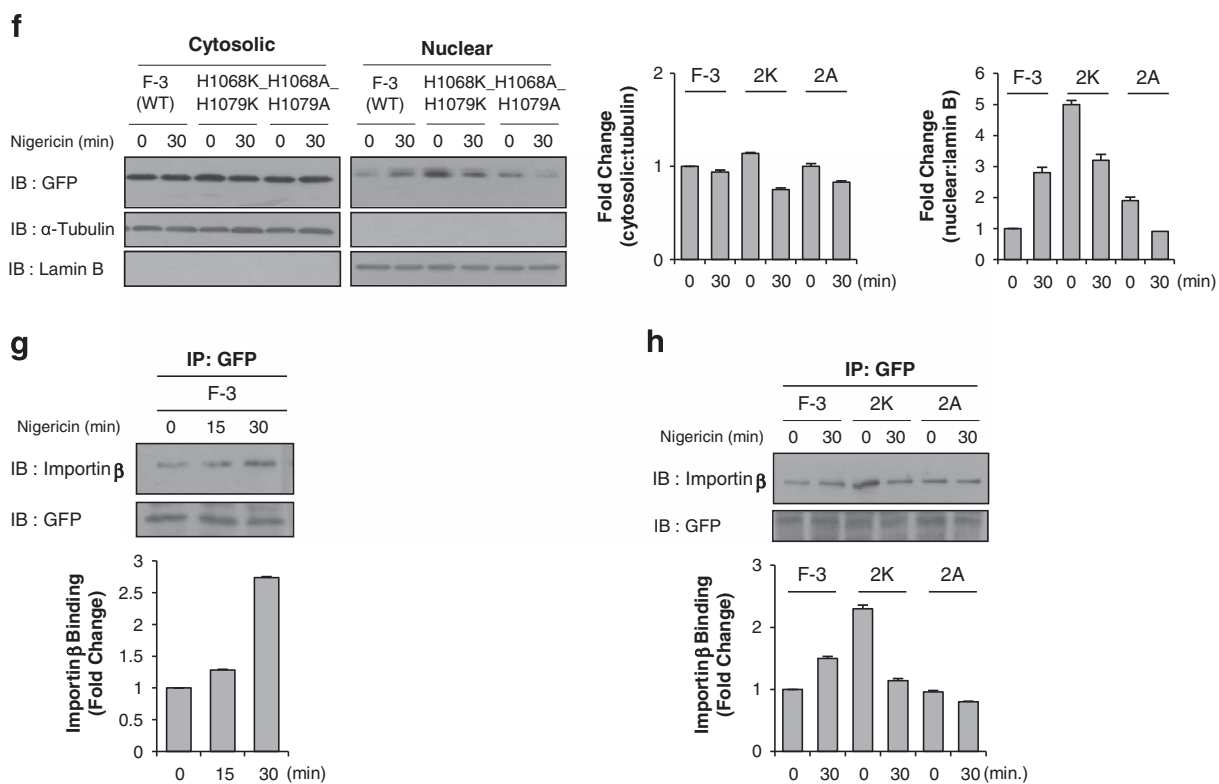 f
Cytosolic
Nuclear
F-3
(WT)
H1068K_H1068A_
H1079K H1079A
F-3
(WT)
H1068K_H1068A_
H1079K H1079A
Nigericin (min)
0 30 0 30 0 30
0 30 0 30 0 30
IB : GFP
IB : α-Tubulin
IB : Lamin B
Fold Change
(cytosolic:tubulin)
2
1
0
F-3 2K 2A
0 30 0 30 0 30 (min)
Fold Change
(nuclear:lamin B)
6
5
4
3
2
1
0
F-3 2K 2A
0 30 0 30 0 30 (min)
g
IP: GFP
F-3
Nigericin (min)
0 15 30
IB : Importin β
IB : GFP
Importin β Binding
(Fold Change)
3
2.5
2
1.5
1
0.5
0
0 15 30 (min)
h
IP: GFP
F-3 2K 2A
Nigericin (min)
0 30 0 30 0 30
IB : Importin β
IB : GFP
Importin β Binding
(Fold Change)
3
2
1
0
F-3 2K 2A
0 30 0 30 0 30 (min.)